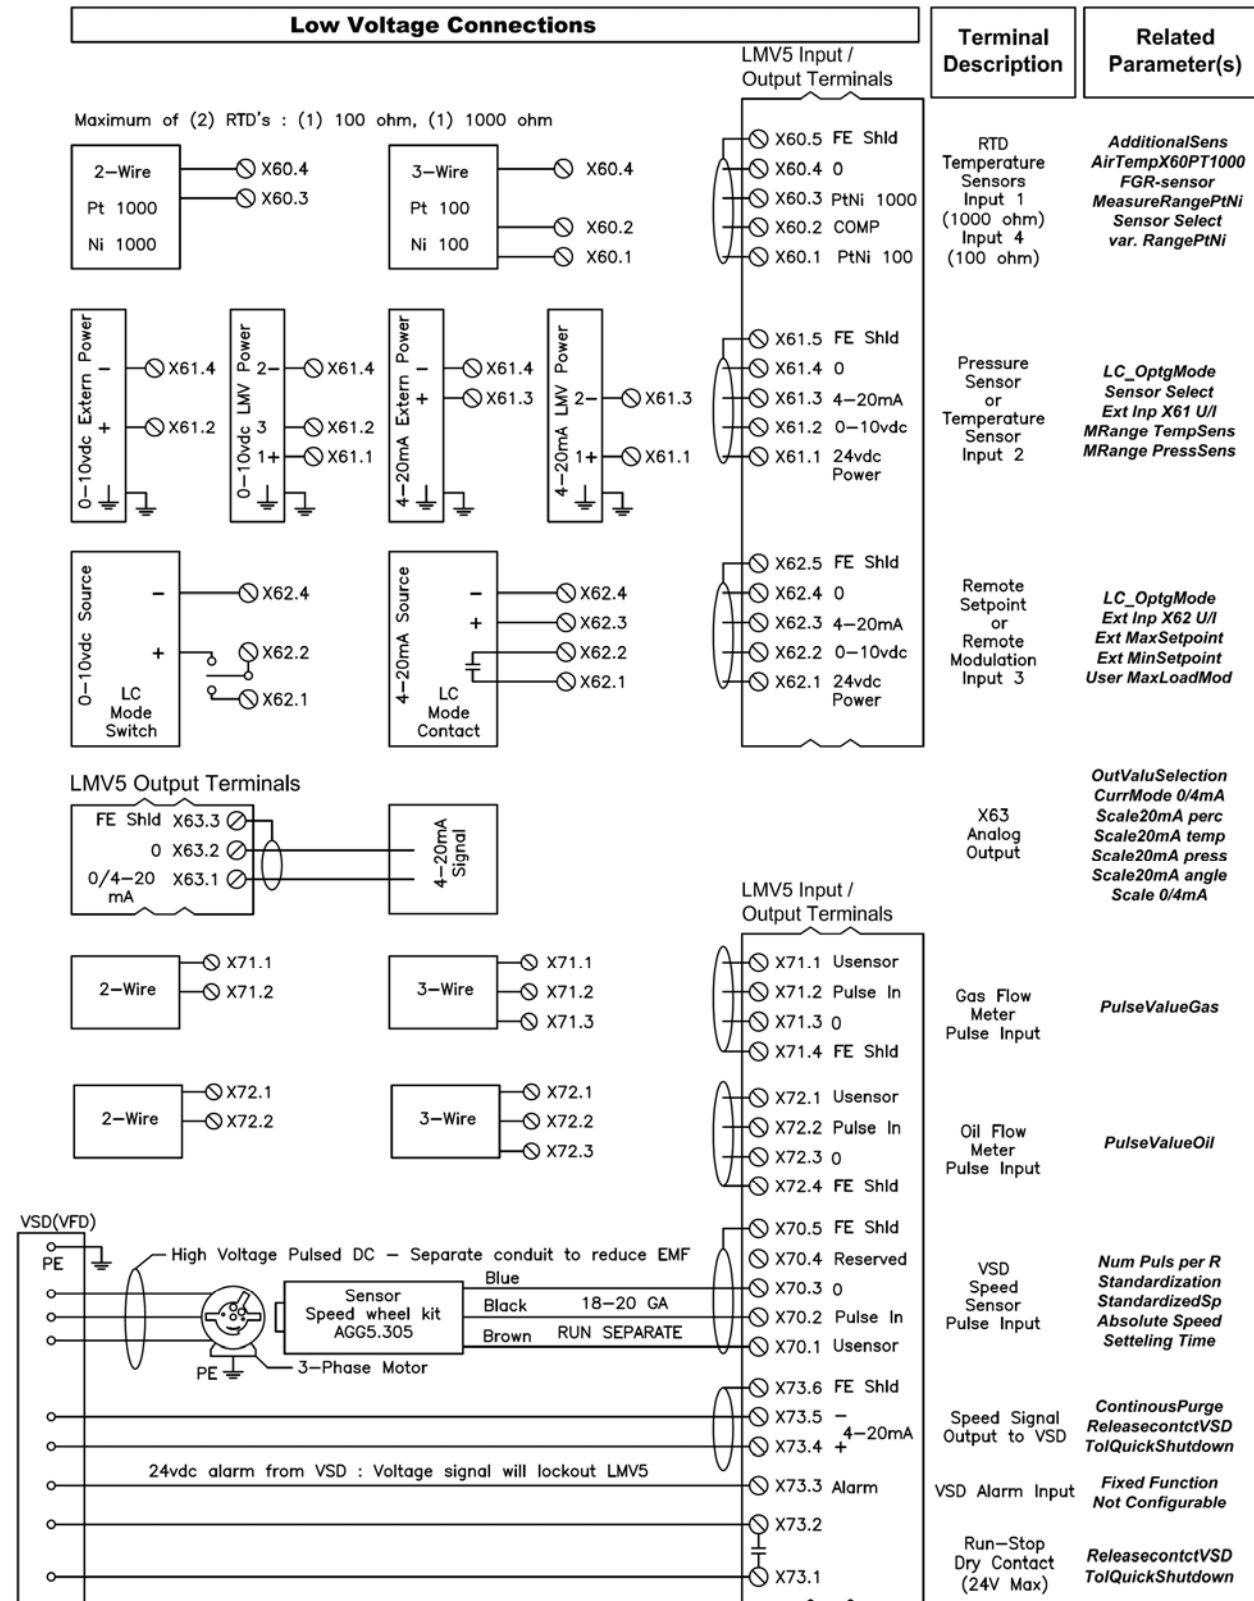 Low Voltage Connections
Terminal
Description
Related
Parameter(s)
LMV5 Input /
Output Terminals
Maximum of (2) RTD's : (1) 100 ohm, (1) 1000 ohm
2-Wire
Pt 1000
Ni 1000
X60.4
X60.3
3-Wire
Pt 100
Ni 100
X60.4
X60.2
X60.1
X60.5 FE Shld
X60.4 0
X60.3 PtNi 1000
X60.2 COMP
X60.1 PtNi 100
RTD
Temperature
Sensors
Input 1
(1000 ohm)
Input 4
(100 ohm)
AdditionalSens
AirTempX60PT1000
FGR-sensor
MeasureRangePtNi
Sensor Select
var. RangePtNi
0-10vdc Extern Power
-
+
X61.4
X61.2
0-10vdc LMV Power
2-
3
1+
X61.4
X61.2
X61.1
4-20mA Extern Power
-
+
X61.4
X61.3
4-20mA LMV Power
2-
1+
X61.3
X61.1
X61.5 FE Shld
X61.4 0
X61.3 4-20mA
X61.2 0-10vdc
X61.1 24vdc
Power
Pressure
Sensor
or
Temperature
Sensor
Input 2
LC_OptgMode
Sensor Select
Ext Inp X61 U/I
MRange TempSens
MRange PressSens
0-10vdc Source
-
+
LC
Mode
Switch
X62.4
X62.2
X62.1
4-20mA Source
-
+
LC
Mode
Contact
X62.4
X62.3
X62.2
X62.1
X62.5 FE Shld
X62.4 0
X62.3 4-20mA
X62.2 0-10vdc
X62.1 24vdc
Power
Remote
Setpoint
or
Remote
Modulation
Input 3
LC_OptgMode
Ext Inp X62 U/I
Ext MaxSetpoint
Ext MinSetpoint
User MaxLoadMod
LMV5 Output Terminals
FE Shld X63.3
0 X63.2
0/4-20 X63.1
mA
4-20mA
Signal
X63
Analog
Output
OutValuSelection
CurrMode 0/4mA
Scale20mA perc
Scale20mA temp
Scale20mA press
Scale20mA angle
Scale 0/4mA
LMV5 Input /
Output Terminals
2-Wire
X71.1
X71.2
3-Wire
X71.1
X71.2
X71.3
X71.1 Usensor
X71.2 Pulse In
X71.3 0
X71.4 FE Shld
Gas Flow
Meter
Pulse Input
PulseValueGas
2-Wire
X72.1
X72.2
3-Wire
X72.1
X72.2
X72.3
X72.1 Usensor
X72.2 Pulse In
X72.3 0
X72.4 FE Shld
Oil Flow
Meter
Pulse Input
PulseValueOil
VSD(VFD)
PE
High Voltage Pulsed DC - Separate conduit to reduce EMF
Sensor
Speed wheel kit
AGG5.305
Blue
Black 18-20 GA
Brown RUN SEPARATE
PE
3-Phase Motor
X70.5 FE Shld
X70.4 Reserved
X70.3 0
X70.2 Pulse In
X70.1 Usensor
VSD
Speed
Sensor
Pulse Input
Num Puls per R
Standardization
StandardizedSp
Absolute Speed
Setteling Time
X73.6 FE Shld
X73.5 -
4-20mA
X73.4 +
Speed Signal
Output to VSD
ContinousPurge
ReleasecontctVSD
TolQuickShutdown
24vdc alarm from VSD : Voltage signal will lockout LMV5
X73.3 Alarm
VSD Alarm Input
Fixed Function
Not Configurable
X73.2
X73.1
Run-Stop
Dry Contact
(24V Max)
ReleasecontctVSD
TolQuickShutdown